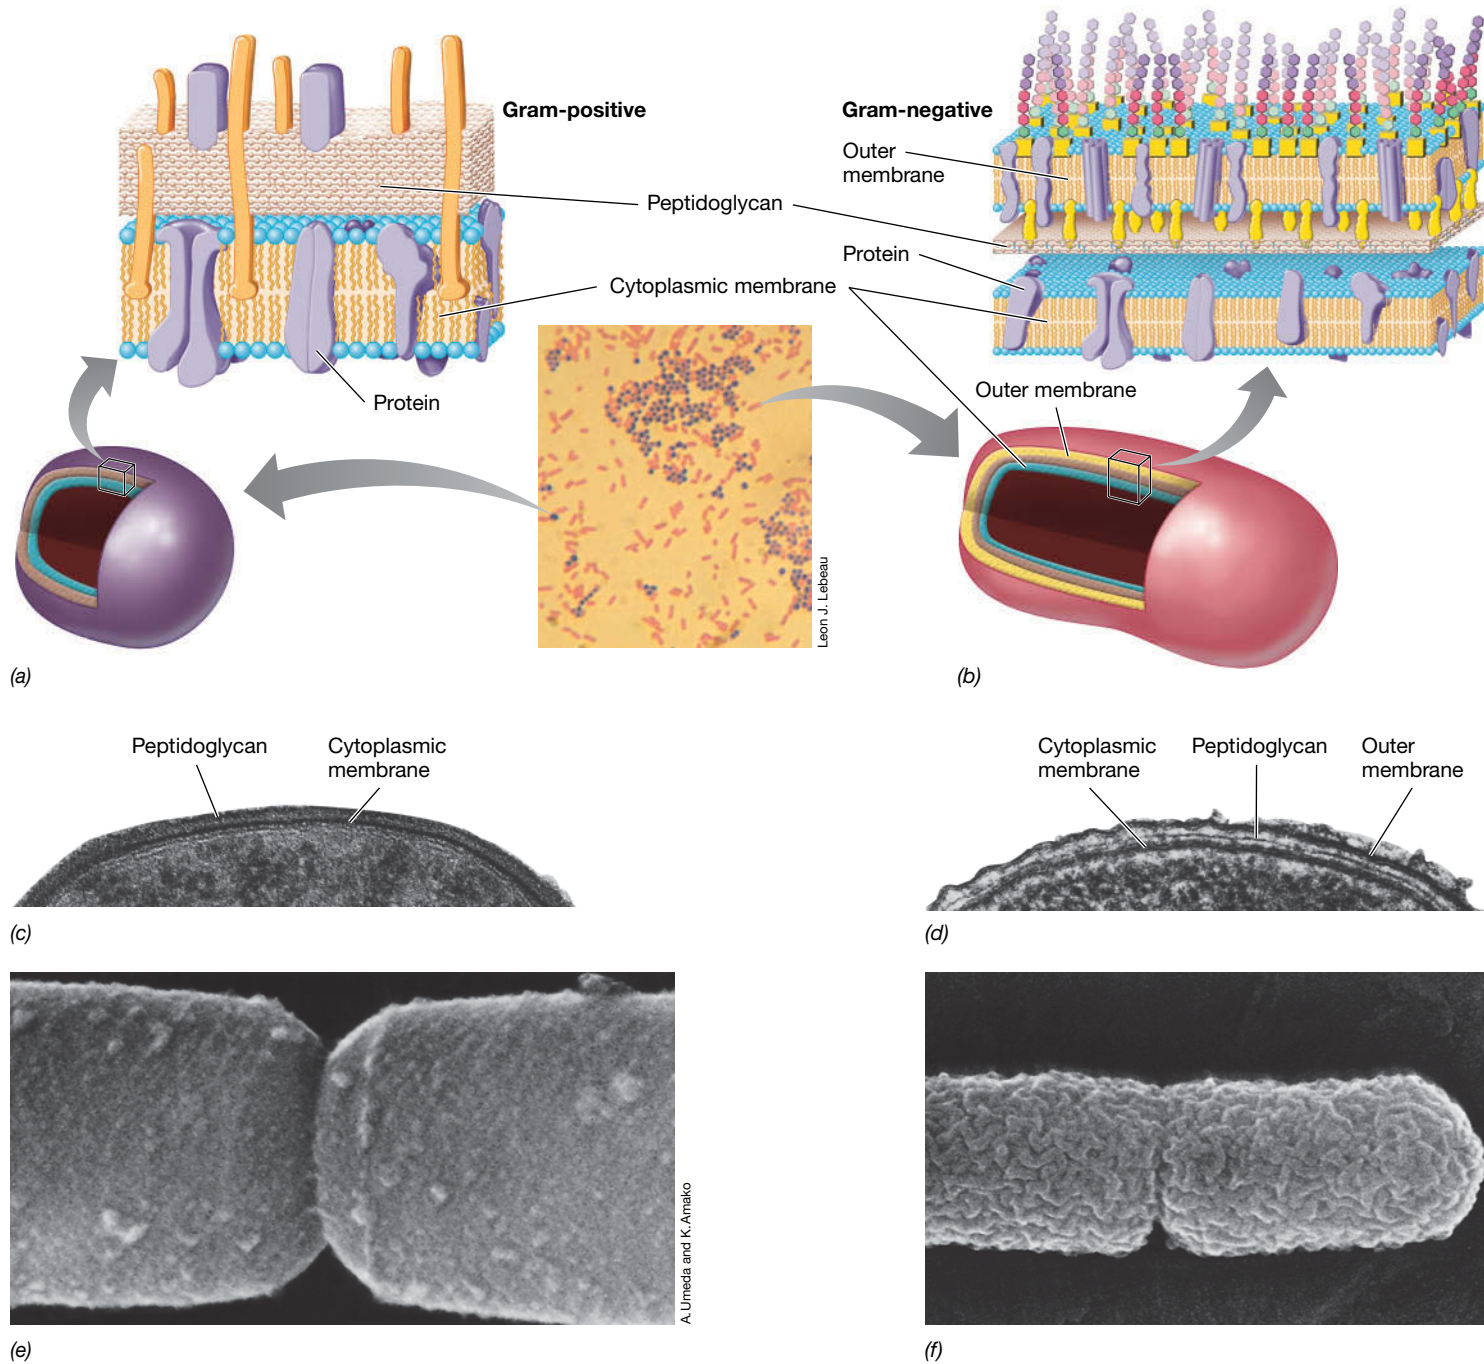 Gram-positive
Gram-negative
Outer
membrane
Peptidoglycan
Protein
Cytoplasmic membrane
Outer membrane
Protein
Leon J. Lebeau
(a)
(b)
Peptidoglycan
Cytoplasmic
membrane
Cytoplasmic
membrane
Peptidoglycan
Outer
membrane
(c)
(d)
A. Umeda and K. Amako
(e)
(f)